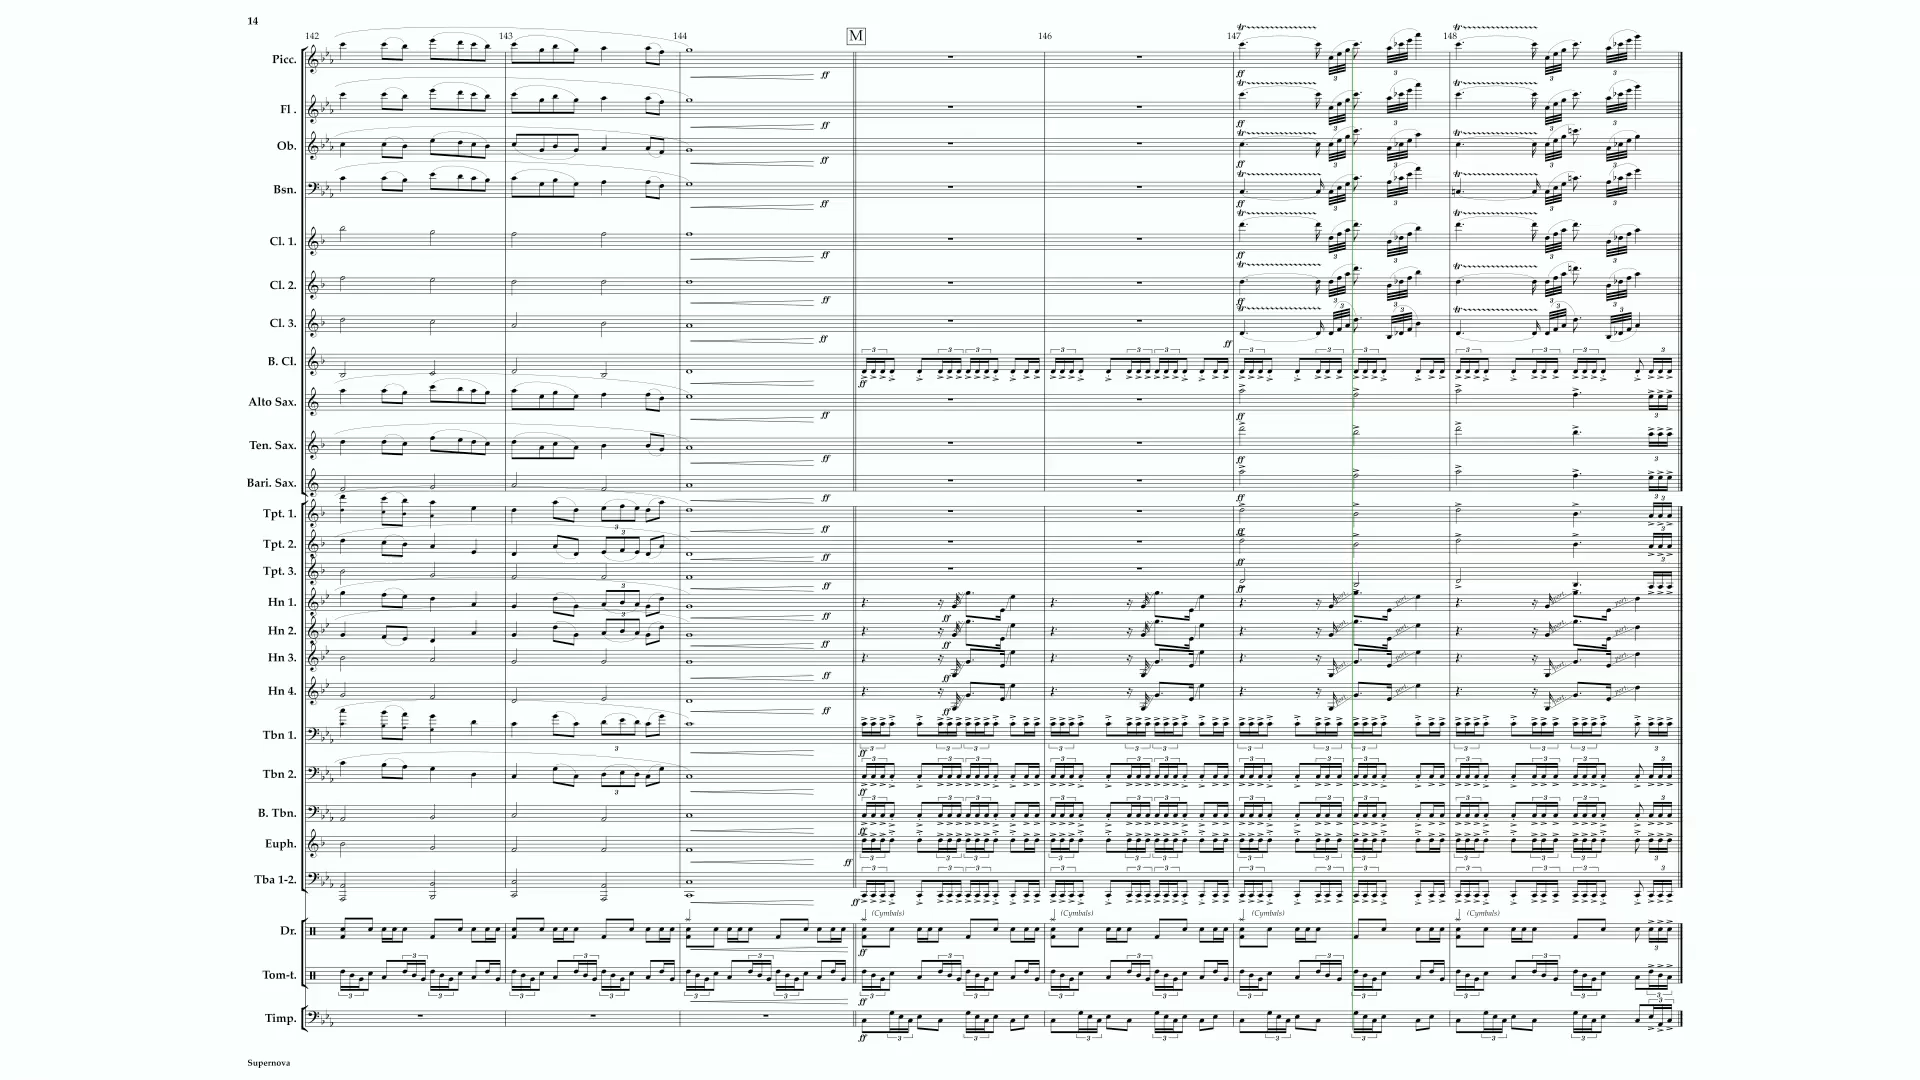 14
142 143 144 M 146 147 148
Picc.
Fl .
Ob.
Bsn.
Cl. 1.
Cl. 2.
Cl. 3.
B. Cl.
Alto Sax.
Ten. Sax.
Bari. Sax.
Tpt. 1.
Tpt. 2.
Tpt. 3.
Hn 1.
Hn 2.
Hn 3.
Hn 4.
Tbn 1.
Tbn 2.
B. Tbn.
Euph.
Tba 1-2.
(Cymbals) (Cymbals) (Cymbals) (Cymbals)
Dr.
Tom-t.
Timp.
Supernova